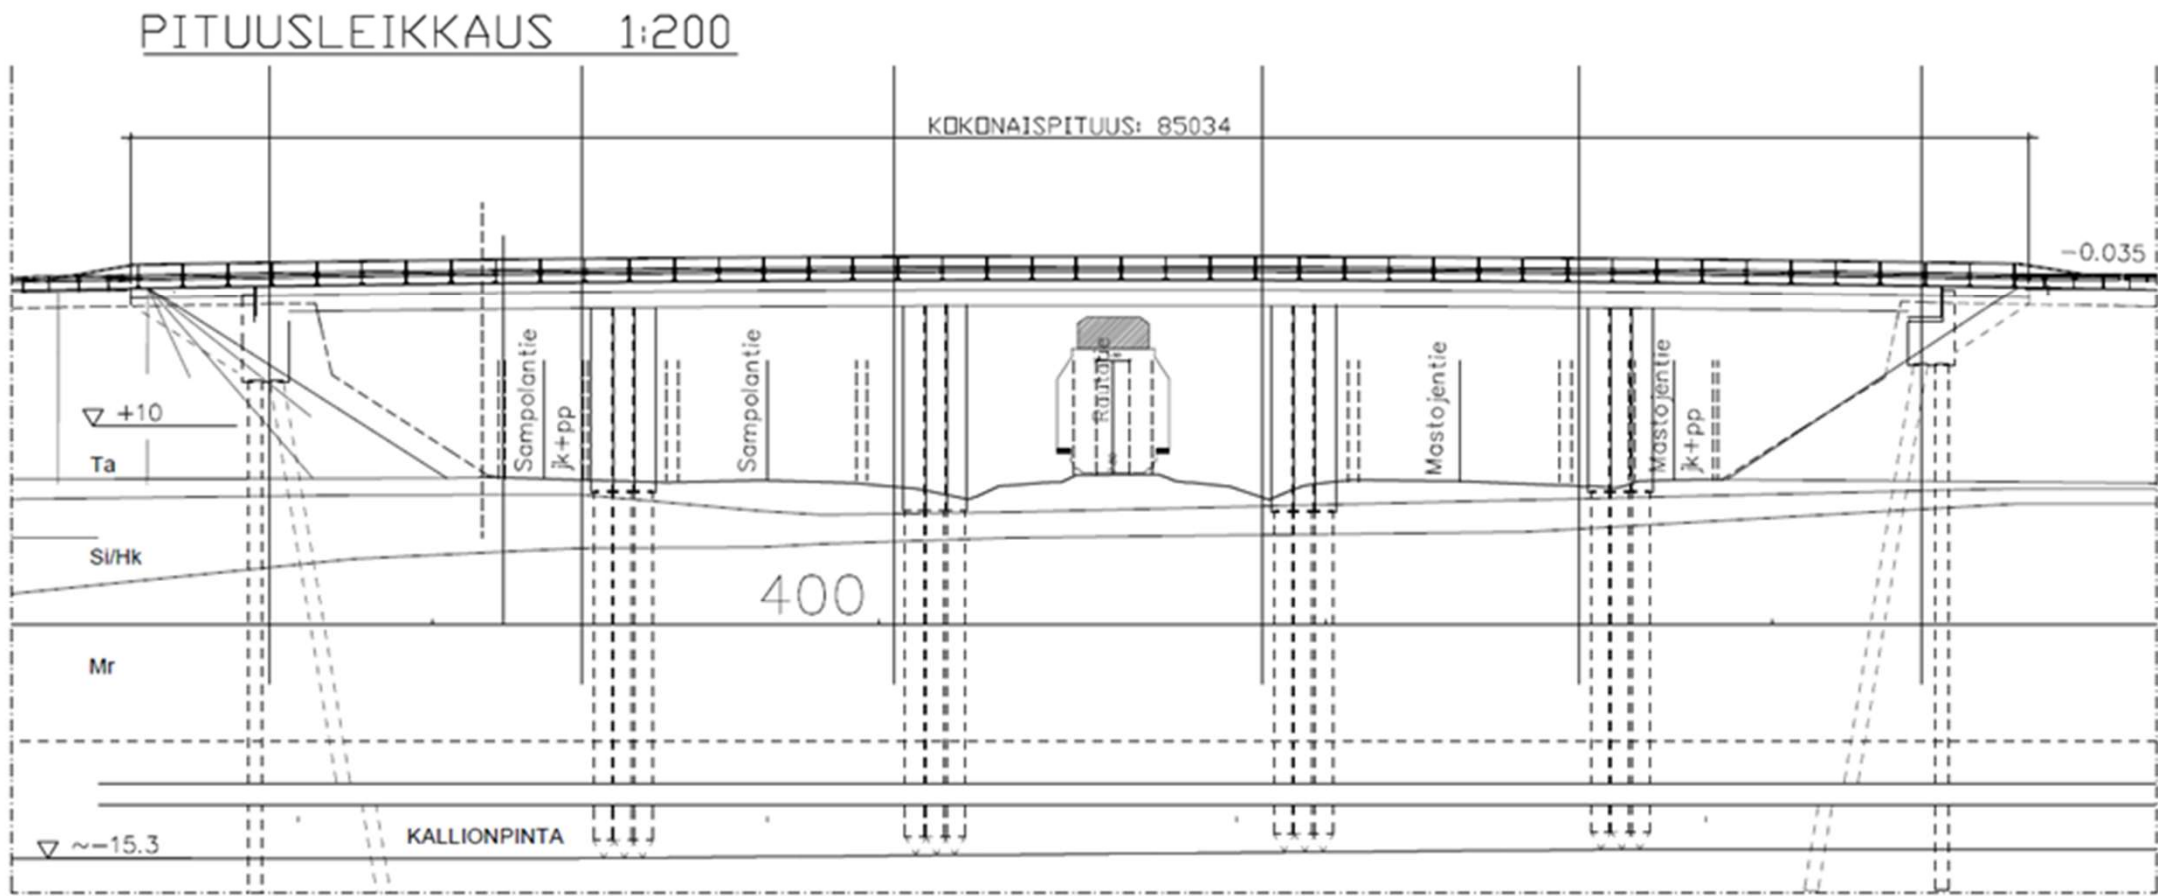 PITUUSLEIKKAUS 1:200
KOKONAISPITUUS: 85034
-0.035
Sampolantie
jk+pp
Sampolantie
Rautatie
Mastojentie
Mastojentie
jk+pp
+10
Ta
Si/Hk
400
Mr
KALLIONPINTA
~-15.3